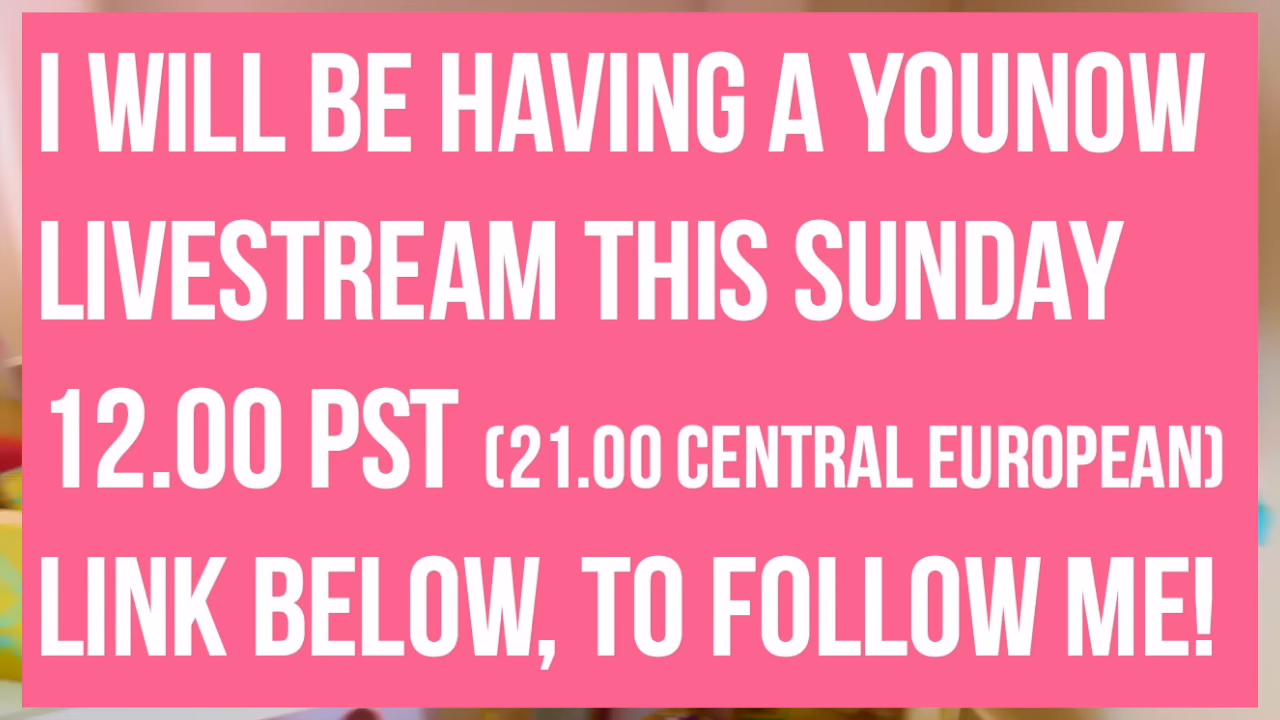 I WILL BE HAVING A YOUNOW
LIVESTREAM THIS SUNDAY
12.00 PST (21.00 CENTRAL EUROPEAN)
LINK BELOW, TO FOLLOW ME!